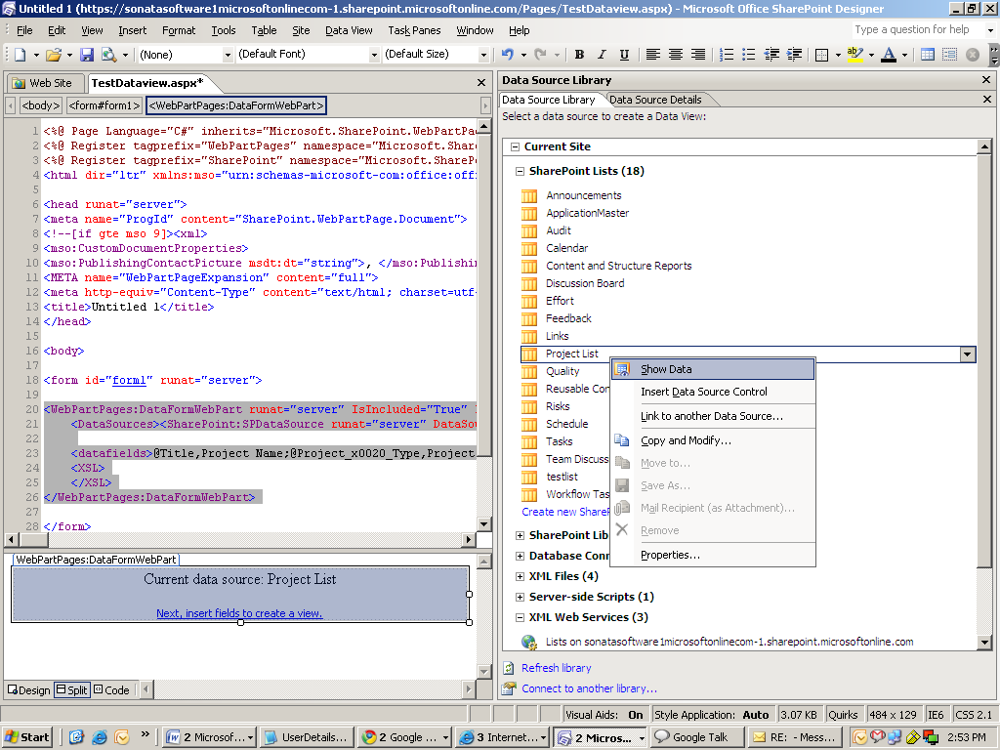 Untitled 1 (https://sonatasoftware1microsoftonlinecom-1.sharepoint.microsoftonline.com/Pages/TestDataview.aspx) - Microsoft Office SharePoint Designer
File Edit View Insert Format Tools Table Site Data View Task Panes Window Help Type a question for help
(None) (Default Font) (Default Size) B I U A
Web Site TestDataview.aspx*
<body> <form#form1> <WebPartPages:DataFormWebPart>
1 <%@ Page Language="C#" inherits="Microsoft.SharePoint.WebPartPa
2 <%@ Register tagprefix="WebPartPages" namespace="Microsoft.Shar
3 <%@ Register tagprefix="SharePoint" namespace="Microsoft.ShareP
4 <html dir="ltr" xmlns:mso="urn:schemas-microsoft-com:office:off
5
6 <head runat="server">
7 <meta name="ProgId" content="SharePoint.WebPartPage.Document">
8 <!--[if gte mso 9]><xml>
9 <mso:CustomDocumentProperties>
10 <mso:PublishingContactPicture msdt:dt="string">, </mso:Publishin
11 <META name="WebPartPageExpansion" content="full">
12 <meta http-equiv="Content-Type" content="text/html; charset=utf-
13 <title>Untitled 1</title>
14 </head>
15
16 <body>
17
18 <form id="form1" runat="server">
19
20 <WebPartPages:DataFormWebPart runat="server" IsIncluded="True"
21 <DataSources><SharePoint:SPDataSource runat="server" DataSou
22
23 <datafields>@Title,Project Name;@Project_x0020_Type,Project
24 <XSL>
25 </XSL>
26 </WebPartPages:DataFormWebPart>
27
28 </form>
WebPartPages:DataFormWebPart
Current data source: Project List
Next, insert fields to create a view.
Design Split Code
Data Source Library
Data Source Library Data Source Details
Select a data source to create a Data View:
Current Site
SharePoint Lists (18)
Announcements
ApplicationMaster
Audit
Calendar
Content and Structure Reports
Discussion Board
Effort
Feedback
Links
Project List
Quality
Reusable Con
Risks
Schedule
Tasks
Team Discuss
testlist
Workflow Tas
Create new ShareP
SharePoint Lib
Database Conn
XML Files (4)
Server-side Scripts (1)
XML Web Services (3)
Lists on sonatasoftware1microsoftonlinecom-1.sharepoint.microsoftonline.com
Show Data
Insert Data Source Control
Link to another Data Source...
Copy and Modify...
Move to...
Save As...
Mail Recipient (as Attachment)...
Remove
Properties...
Refresh library
Connect to another library...
Visual Aids: On Style Application: Auto 3.07 KB Quirks 484 x 129 IE6 CSS 2.1
Start 2 Microsof... UserDetails... 2 Google ... 3 Internet... 2 Micros... Google Talk RE: - Mess... 2:53 PM